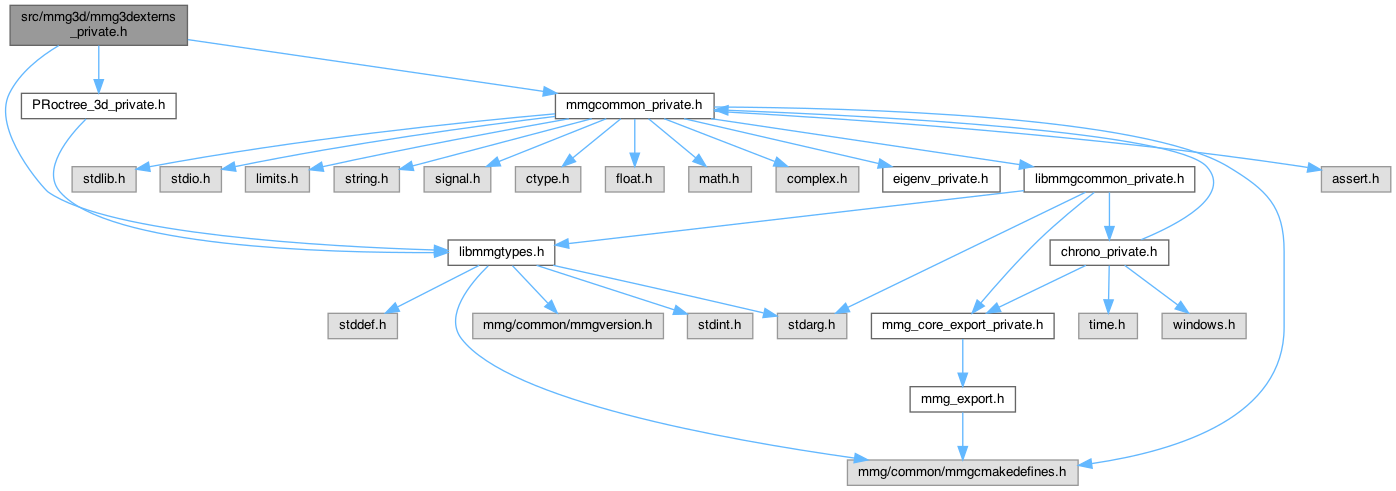 src/mmg3d/mmg3dexterns
_private.h
PRoctree_3d_private.h
mmgcommon_private.h
stdlib.h
stdio.h
limits.h
string.h
signal.h
ctype.h
float.h
math.h
complex.h
eigenv_private.h
libmmgcommon_private.h
assert.h
libmmgtypes.h
chrono_private.h
stddef.h
mmg/common/mmgversion.h
stdint.h
stdarg.h
mmg_core_export_private.h
time.h
windows.h
mmg_export.h
mmg/common/mmgcmakedefines.h